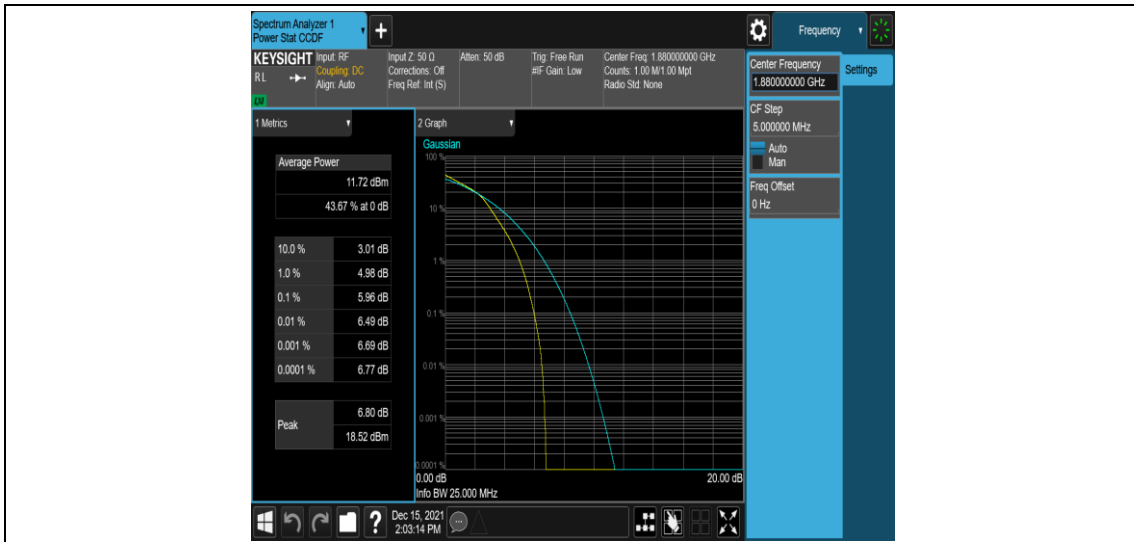 Spectrum Analyzer 1
Power Stat CCDF
Frequency
KEYSIGHT
RL
Input: RF
Coupling: DC
Align: Auto
Input Z: 50 Ω
Corrections: Off
Freq Ref: Int (S)
Atten: 50 dB
Trig: Free Run
#IF Gain: Low
Center Freq: 1.880000000 GHz
Counts: 1.00 M/1.00 Mpt
Radio Std: None
Center Frequency
1.880000000 GHz
Settings
CF Step
5.000000 MHz
Auto
Man
Freq Offset
0 Hz
1 Metrics
Average Power
11.72 dBm
43.67 % at 0 dB
10.0 % 3.01 dB
1.0 % 4.98 dB
0.1 % 5.96 dB
0.01 % 6.49 dB
0.001 % 6.69 dB
0.0001 % 6.77 dB
Peak
6.80 dB
18.52 dBm
2 Graph
Gaussian
100 %
10 %
1 %
0.1 %
0.01 %
0.001 %
0.0001 %
0.00 dB
20.00 dB
Info BW 25.000 MHz
Dec 15, 2021
2:03:14 PM